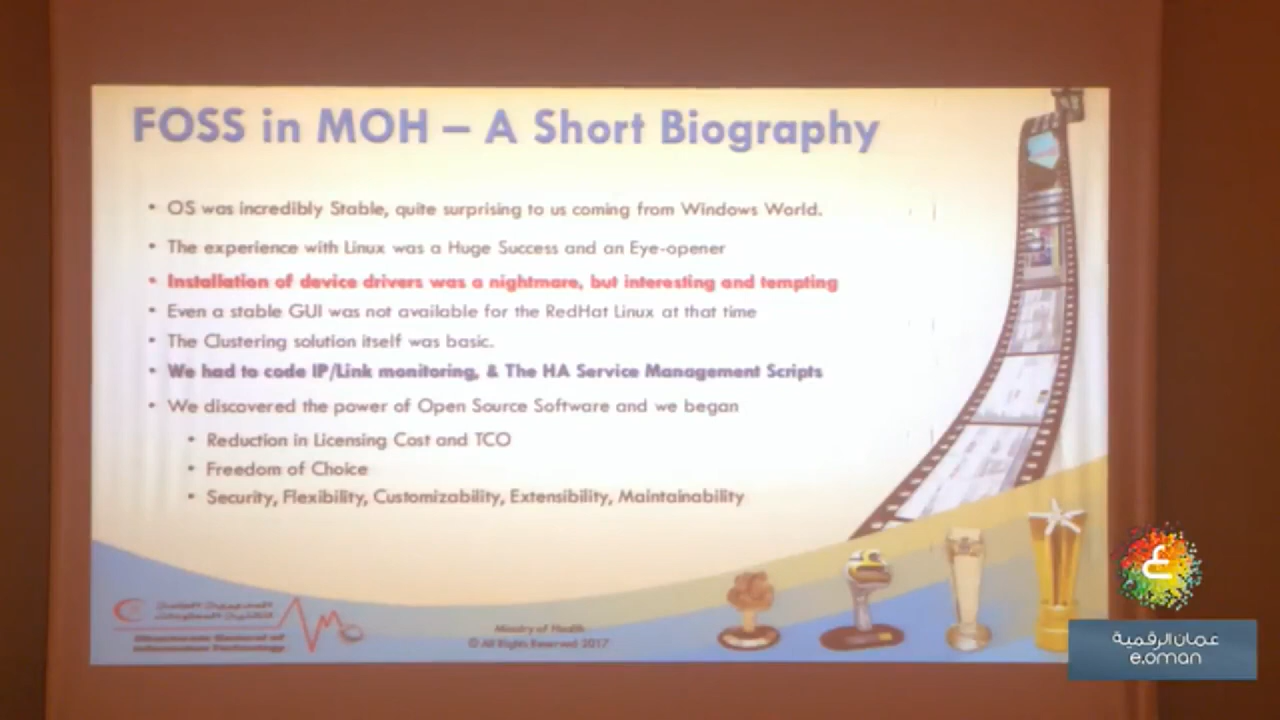 FOSS in MOH – A Short Biography
• OS was incredibly Stable, quite surprising to us coming from Windows World.
• The experience with Linux was a Huge Success and an Eye-opener
• Installation of device drivers was a nightmare, but interesting and tempting
• Even a stable GUI was not available for the RedHat Linux at that time
• The Clustering solution itself was basic.
• We had to code IP/Link monitoring, & The HA Service Management Scripts
• We discovered the power of Open Source Software and we began
• Reduction in Licensing Cost and TCO
• Freedom of Choice
• Security, Flexibility, Customizability, Extensibility, Maintainability
Directorate General of
Information Technology
Ministry of Health
© All Rights Reserved 2017
ع
عمان الرقمية
e.oman